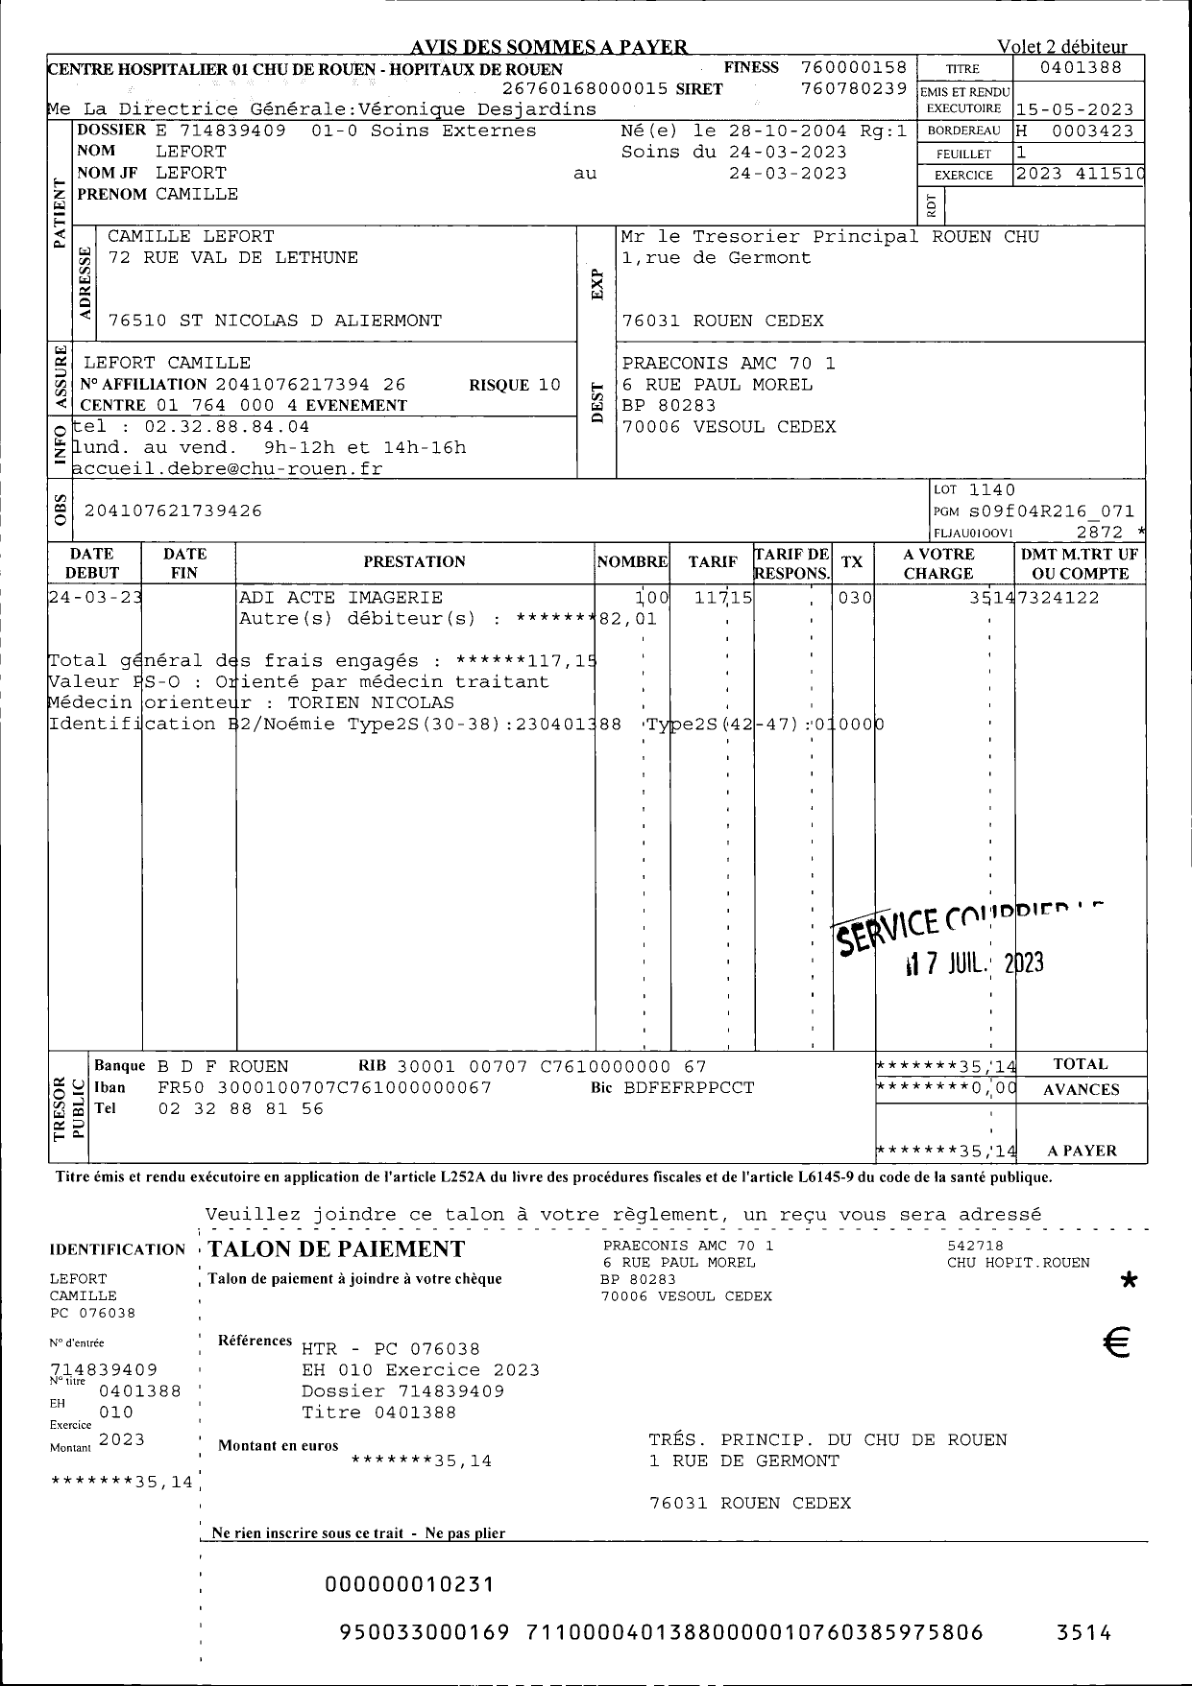 AVIS DES SOMMES A PAYER
Volet 2 débiteur
CENTRE HOSPITALIER 01 CHU DE ROUEN - HOPITAUX DE ROUEN FINESS 760000158
26760168000015 SIRET 760780239
Me La Directrice Générale:Véronique Desjardins
TITRE 0401388
EMIS ET RENDU
EXECUTOIRE 15-05-2023
BORDEREAU H 0003423
FEUILLET 1
EXERCICE 2023 411510
RDT
PATIENT
DOSSIER E 714839409 01-0 Soins Externes Né(e) le 28-10-2004 Rg:1
NOM LEFORT Soins du 24-03-2023
NOM JF LEFORT au 24-03-2023
PRENOM CAMILLE
ADRESSE
CAMILLE LEFORT
72 RUE VAL DE LETHUNE
76510 ST NICOLAS D ALIERMONT
EXP
Mr le Tresorier Principal ROUEN CHU
1,rue de Germont
76031 ROUEN CEDEX
ASSURE
LEFORT CAMILLE
N° AFFILIATION 2041076217394 26 RISQUE 10
CENTRE 01 764 000 4 EVENEMENT
DEST
PRAECONIS AMC 70 1
6 RUE PAUL MOREL
BP 80283
70006 VESOUL CEDEX
INFO
tel : 02.32.88.84.04
lund. au vend. 9h-12h et 14h-16h
accueil.debre@chu-rouen.fr
OBS
204107621739426
LOT 1140
PGM s09f04R216_071
FLJAU01OOV1 2872 *
DATE DEBUT DATE FIN PRESTATION NOMBRE TARIF TARIF DE RESPONS. TX A VOTRE CHARGE DMT M.TRT UF OU COMPTE
24-03-23 ADI ACTE IMAGERIE 100 11715 030 3514 7324122
Autre(s) débiteur(s) : *******82,01
Total général des frais engagés : ******117,15
Valeur PS-O : Orienté par médecin traitant
Médecin orienteur : TORIEN NICOLAS
Identification B2/Noémie Type2S(30-38):230401388 Type2S(42-47):010000
SERVICE
17 JUIL. 2023
TRESOR PUBLIC
Banque B D F ROUEN RIB 30001 00707 C7610000000 67
Iban FR50 3000100707C761000000067 Bic BDFEFRPPCCT
Tel 02 32 88 81 56
*******35,14 TOTAL
********0,00 AVANCES
*******35,14 A PAYER
Titre émis et rendu exécutoire en application de l'article L252A du livre des procédures fiscales et de l'article L6145-9 du code de la santé publique.
Veuillez joindre ce talon à votre règlement, un reçu vous sera adressé
IDENTIFICATION
LEFORT
CAMILLE
PC 076038
N° d'entrée
714839409
N° titre
0401388
EH
010
Exercice
2023
Montant
*******35,14
TALON DE PAIEMENT
Talon de paiement à joindre à votre chèque
PRAECONIS AMC 70 1
6 RUE PAUL MOREL
BP 80283
70006 VESOUL CEDEX
542718
CHU HOPIT.ROUEN
*
€
Références HTR - PC 076038
EH 010 Exercice 2023
Dossier 714839409
Titre 0401388
Montant en euros
*******35,14
TRÉS. PRINCIP. DU CHU DE ROUEN
1 RUE DE GERMONT
76031 ROUEN CEDEX
Ne rien inscrire sous ce trait - Ne pas plier
000000010231
950033000169 71100004013880000010760385975806 3514